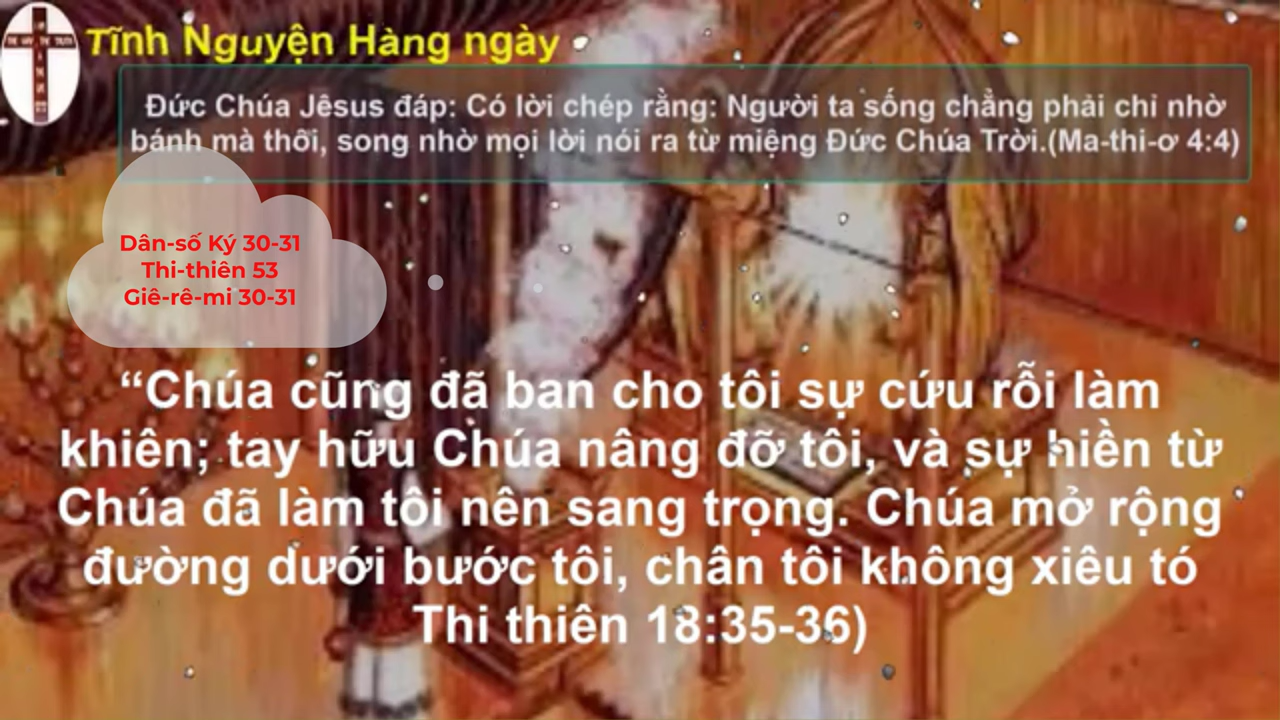 Tĩnh Nguyện Hàng ngày
Đức Chúa Jêsus đáp: Có lời chép rằng: Người ta sống chẳng phải chỉ nhờ
bánh mà thôi, song nhờ mọi lời nói ra từ miệng Đức Chúa Trời.(Ma-thi-ơ 4:4)
Dân-số Ký 30-31
Thi-thiên 53
Giê-rê-mi 30-31
“Chúa cũng đã ban cho tôi sự cứu rỗi làm
khiên; tay hữu Chúa nâng đỡ tôi, và sự hiền từ
Chúa đã làm tôi nên sang trọng. Chúa mở rộng
đường dưới bước tôi, chân tôi không xiêu tó
Thi thiên 18:35-36)